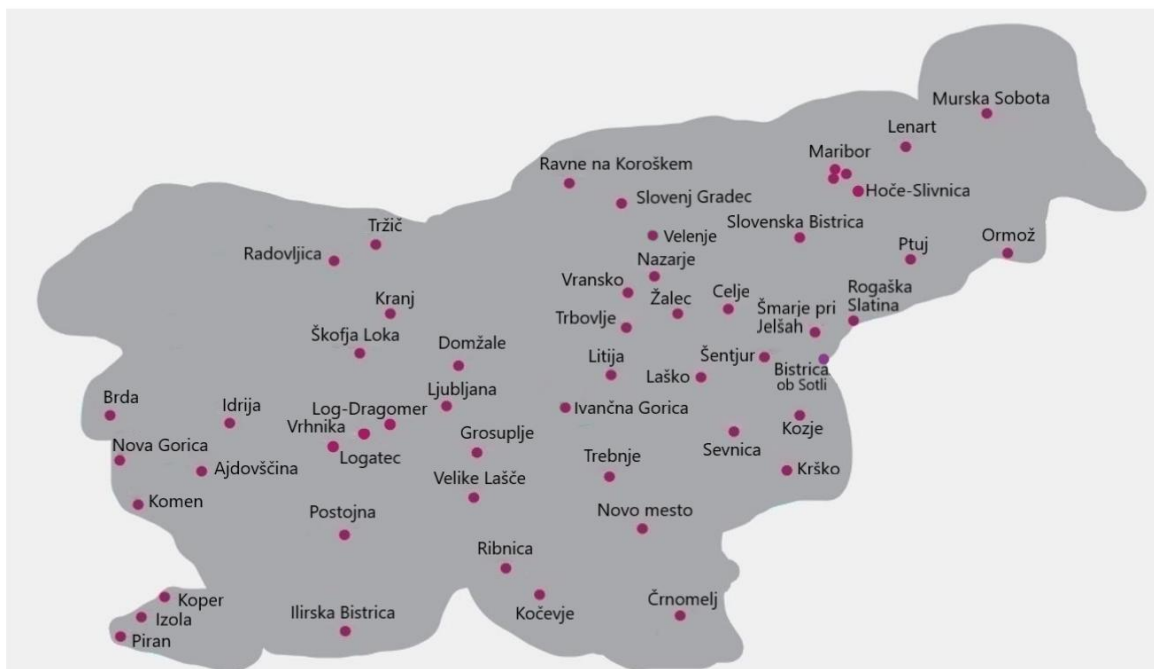 Murska Sobota
Lenart
Maribor
Ravne na Koroškem
Hoče-Slivnica
Slovenj Gradec
Slovenska Bistrica
Tržič
Velenje
Ormož
Ptuj
Radovljica
Nazarje
Vransko
Rogaška
Slatina
Kranj
Žalec
Celje
Šmarje pri
Jelšah
Trbovlje
Škofja Loka
Domžale
Litija
Šentjur
Laško
Bistrica
ob Sotli
Ljubljana
Brda
Idrija
Log-Dragomer
Ivančna Gorica
Vrhnika
Kozje
Nova Gorica
Logatec
Grosuplje
Sevnica
Ajdovščina
Trebnje
Krško
Velike Lašče
Komen
Postojna
Novo mesto
Ribnica
Koper
Izola
Ilirska Bistrica
Kočevje
Črnomelj
Piran